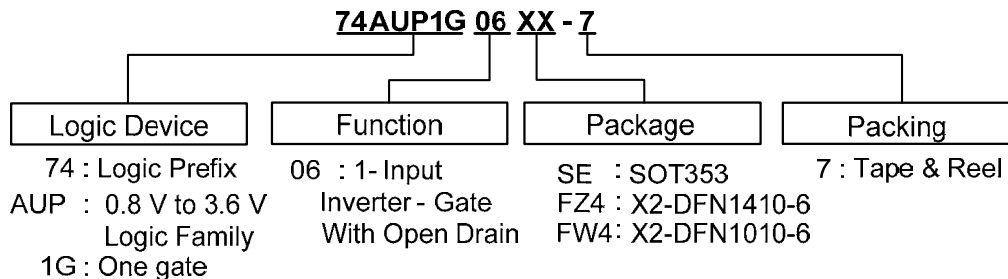 74AUP1G 06 XX - 7
Logic Device
74 : Logic Prefix
AUP : 0.8 V to 3.6 V
Logic Family
1G : One gate
Function
06 : 1- Input
Inverter - Gate
With Open Drain
Package
SE : SOT353
FZ4 : X2-DFN1410-6
FW4 : X2-DFN1010-6
Packing
7 : Tape & Reel